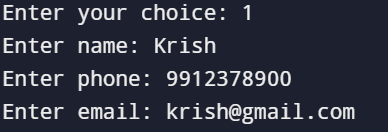 Enter your choice: 1
Enter name: Krish
Enter phone: 9912378900
Enter email: krish@gmail.com